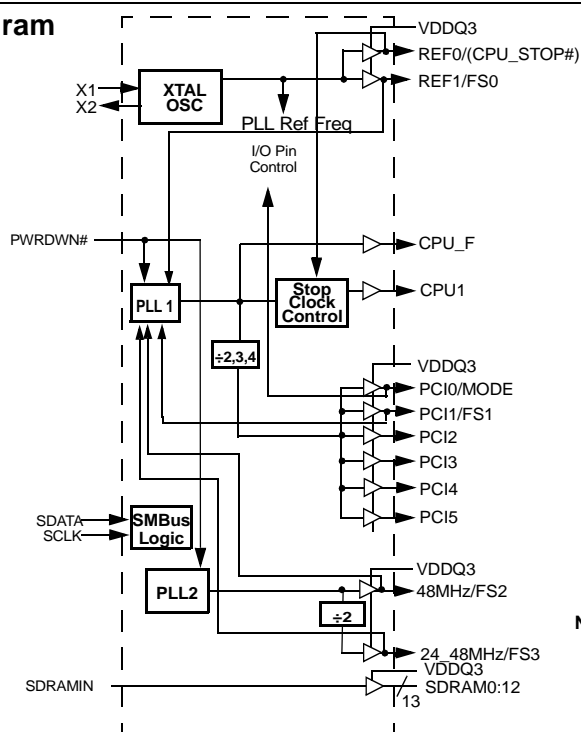 ram
VDDQ3
REF0/(CPU_STOP#)
X1
XTAL
OSC
REF1/FS0
X2
PLL Ref Freq
I/O Pin
Control
PWRDWN#
CPU_F
PLL 1
Stop
Clock
Control
CPU1
÷2,3,4
VDDQ3
PCI0/MODE
PCI1/FS1
PCI2
PCI3
PCI4
PCI5
SDATA
SCLK
SMBus
Logic
VDDQ3
PLL2
48MHz/FS2
÷2
N
24_48MHz/FS3
VDDQ3
SDRAMIN
SDRAM0:12
13